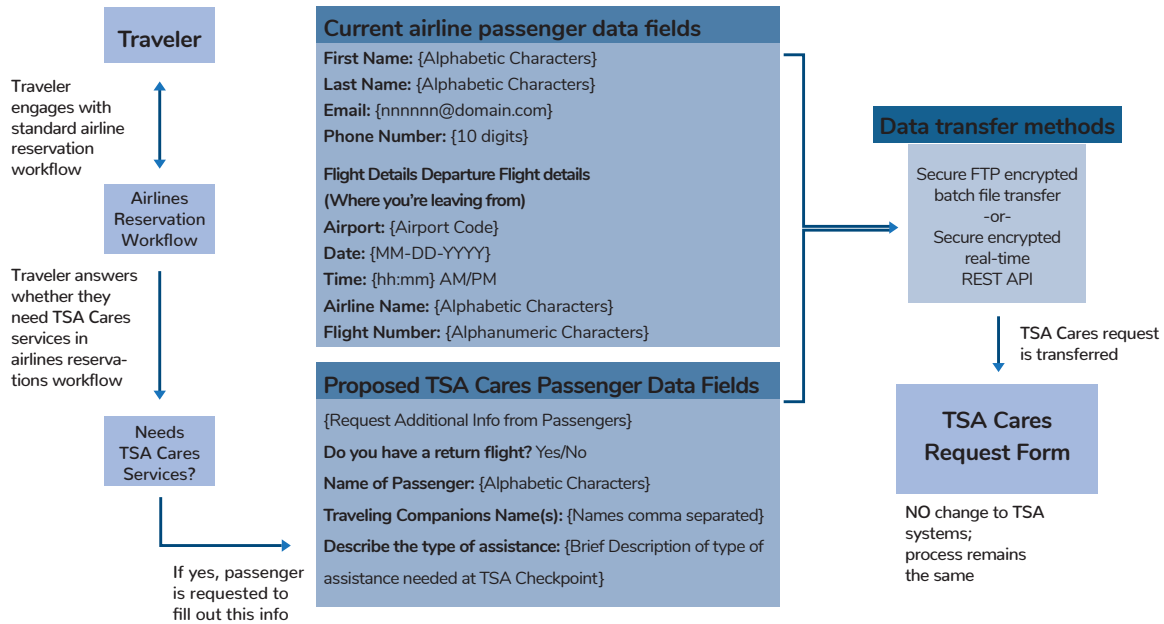 Traveler
Traveler
engages with
standard airline
reservation
workflow
Airlines
Reservation
Workflow
Traveler answers
whether they
need TSA Cares
services in
airlines reserva-
tions workflow
Needs
TSA Cares
Services?
If yes, passenger
is requested to
fill out this info
Current airline passenger data fields
First Name: {Alphabetic Characters}
Last Name: {Alphabetic Characters}
Email: {nnnnnn@domain.com}
Phone Number: {10 digits}
Flight Details Departure Flight details
(Where you're leaving from)
Airport: {Airport Code}
Date: {MM-DD-YYYY}
Time: {hh:mm} AM/PM
Airline Name: {Alphabetic Characters}
Flight Number: {Alphanumeric Characters}
Proposed TSA Cares Passenger Data Fields
{Request Additional Info from Passengers}
Do you have a return flight? Yes/No
Name of Passenger: {Alphabetic Characters}
Traveling Companions Name(s): {Names comma separated}
Describe the type of assistance: {Brief Description of type of
assistance needed at TSA Checkpoint}
Data transfer methods
Secure FTP encrypted
batch file transfer
-or-
Secure encrypted
real-time
REST API
TSA Cares request
is transferred
TSA Cares
Request Form
NO change to TSA
systems;
process remains
the same